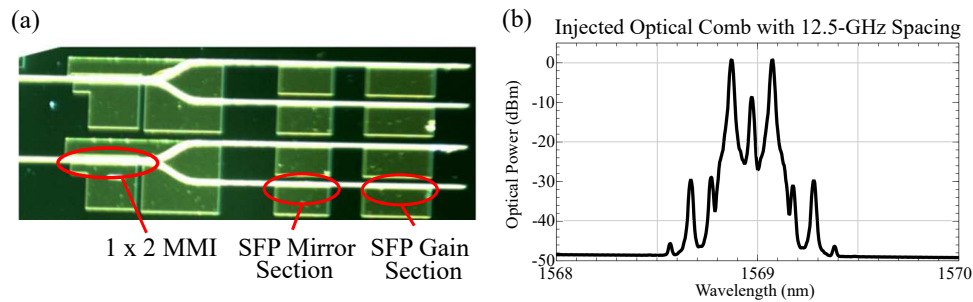 (a)
1 x 2 MMI
SFP Mirror
Section
SFP Gain
Section
(b)
Injected Optical Comb with 12.5-GHz Spacing
Optical Power (dBm)
0
-10
-20
-30
-40
-50
1568
1569
1570
Wavelength (nm)